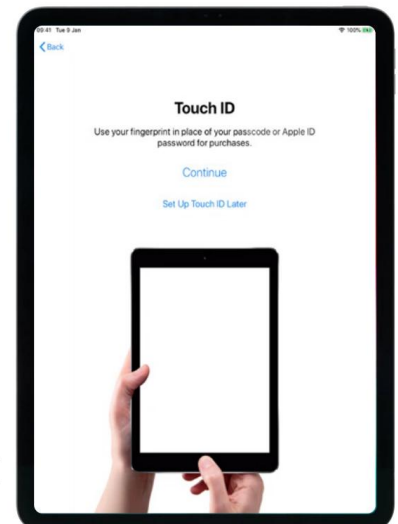 09:41 Tue 9 Jan 100%
Back
Touch ID
Use your fingerprint in place of your passcode or Apple ID
password for purchases.
Continue
Set Up Touch ID Later